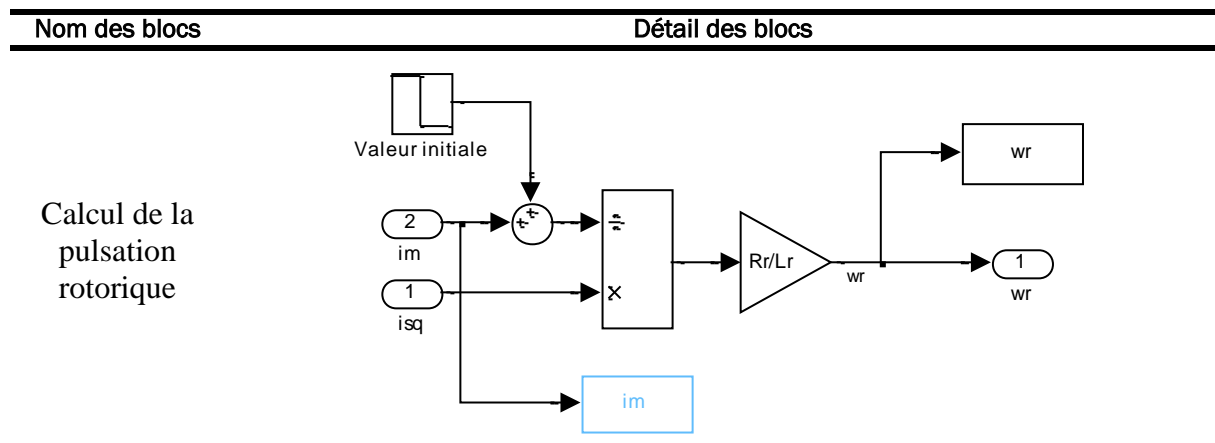 Nom des blocs
Détail des blocs
Valeur initiale
wr
Calcul de la
pulsation
rotorique
2
im
+
+
÷
Rr/Lr
wr
1
wr
1
isq
×
im